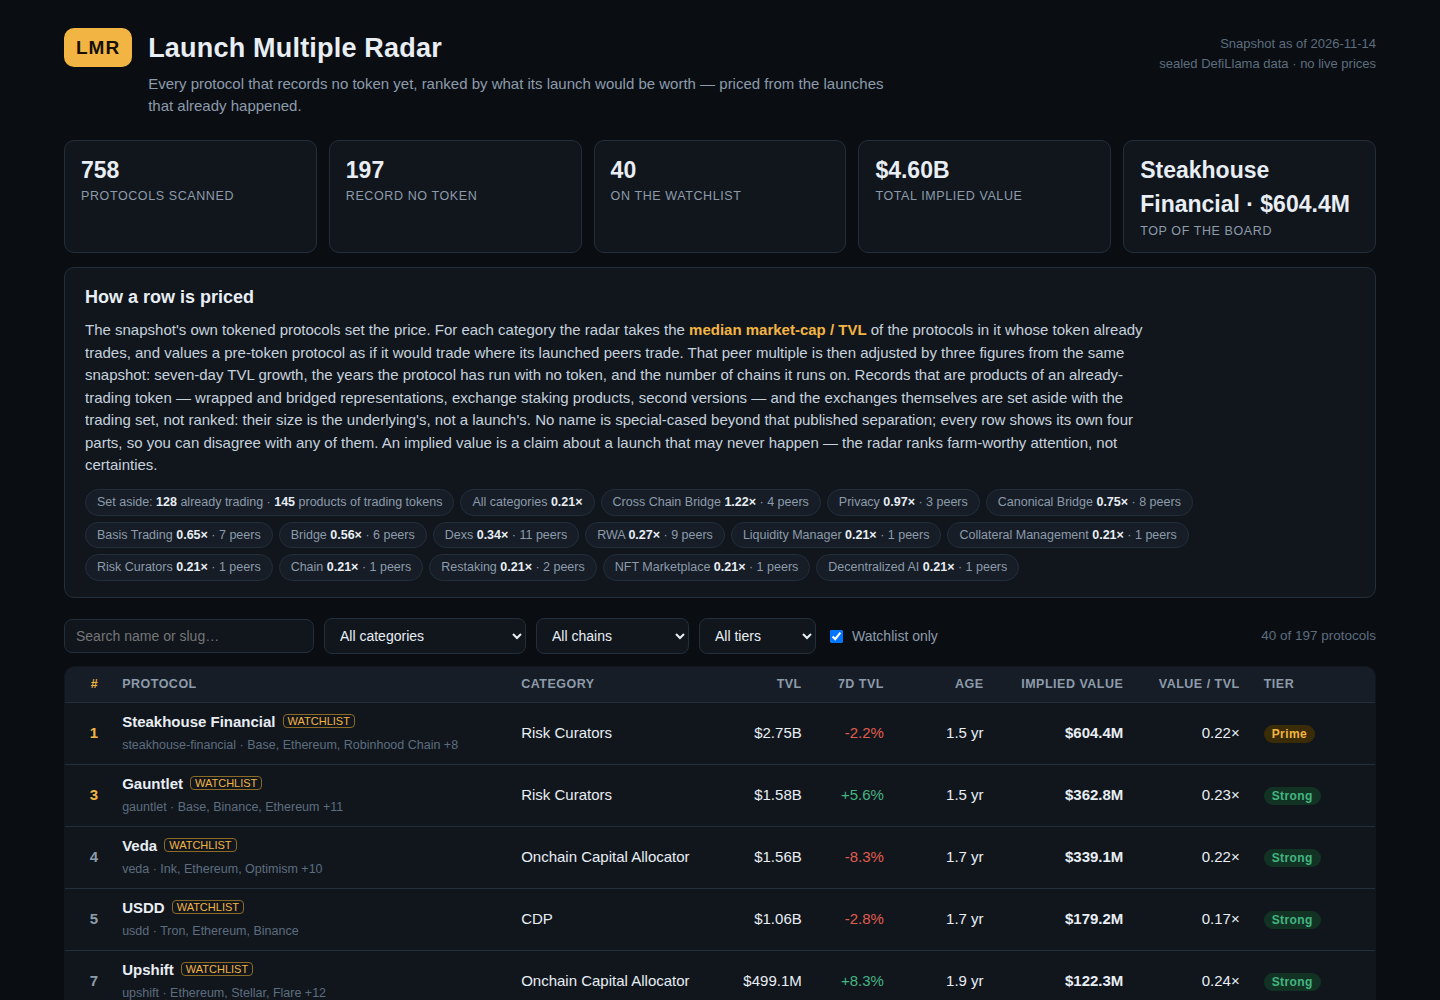 LMR
Launch Multiple Radar
Every protocol that records no token yet, ranked by what its launch would be worth — priced from the launches
that already happened.
Snapshot as of 2026-11-14
sealed DefiLlama data · no live prices
758
PROTOCOLS SCANNED
197
RECORD NO TOKEN
40
ON THE WATCHLIST
$4.60B
TOTAL IMPLIED VALUE
Steakhouse
Financial · $604.4M
TOP OF THE BOARD
How a row is priced
The snapshot's own tokened protocols set the price. For each category the radar takes the median market-cap / TVL of the protocols in it whose token already
trades, and values a pre-token protocol as if it would trade where its launched peers trade. That peer multiple is then adjusted by three figures from the same
snapshot: seven-day TVL growth, the years the protocol has run with no token, and the number of chains it runs on. Records that are products of an already-
trading token — wrapped and bridged representations, exchange staking products, second versions — and the exchanges themselves are set aside with the
trading set, not ranked: their size is the underlying's, not a launch's. No name is special-cased beyond that published separation; every row shows its own four
parts, so you can disagree with any of them. An implied value is a claim about a launch that may never happen — the radar ranks farm-worthy attention, not
certainties.
Set aside: 128 already trading · 145 products of trading tokens
All categories 0.21×
Cross Chain Bridge 1.22× · 4 peers
Privacy 0.97× · 3 peers
Canonical Bridge 0.75× · 8 peers
Basis Trading 0.65× · 7 peers
Bridge 0.56× · 6 peers
Dexs 0.34× · 11 peers
RWA 0.27× · 9 peers
Liquidity Manager 0.21× · 1 peers
Collateral Management 0.21× · 1 peers
Risk Curators 0.21× · 1 peers
Chain 0.21× · 1 peers
Restaking 0.21× · 2 peers
NFT Marketplace 0.21× · 1 peers
Decentralized AI 0.21× · 1 peers
Search name or slug…
All categories
All chains
All tiers
Watchlist only
40 of 197 protocols
# PROTOCOL CATEGORY TVL 7D TVL AGE IMPLIED VALUE VALUE / TVL TIER
1 Steakhouse Financial WATCHLIST Risk Curators $2.75B -2.2% 1.5 yr $604.4M 0.22× Prime
steakhouse-financial · Base, Ethereum, Robinhood Chain +8
3 Gauntlet WATCHLIST Risk Curators $1.58B +5.6% 1.5 yr $362.8M 0.23× Strong
gauntlet · Base, Binance, Ethereum +11
4 Veda WATCHLIST Onchain Capital Allocator $1.56B -8.3% 1.7 yr $339.1M 0.22× Strong
veda · Ink, Ethereum, Optimism +10
5 USDD WATCHLIST CDP $1.06B -2.8% 1.7 yr $179.2M 0.17× Strong
usdd · Tron, Ethereum, Binance
7 Upshift WATCHLIST Onchain Capital Allocator $499.1M +8.3% 1.9 yr $122.3M 0.24× Strong
upshift · Ethereum, Stellar, Flare +12